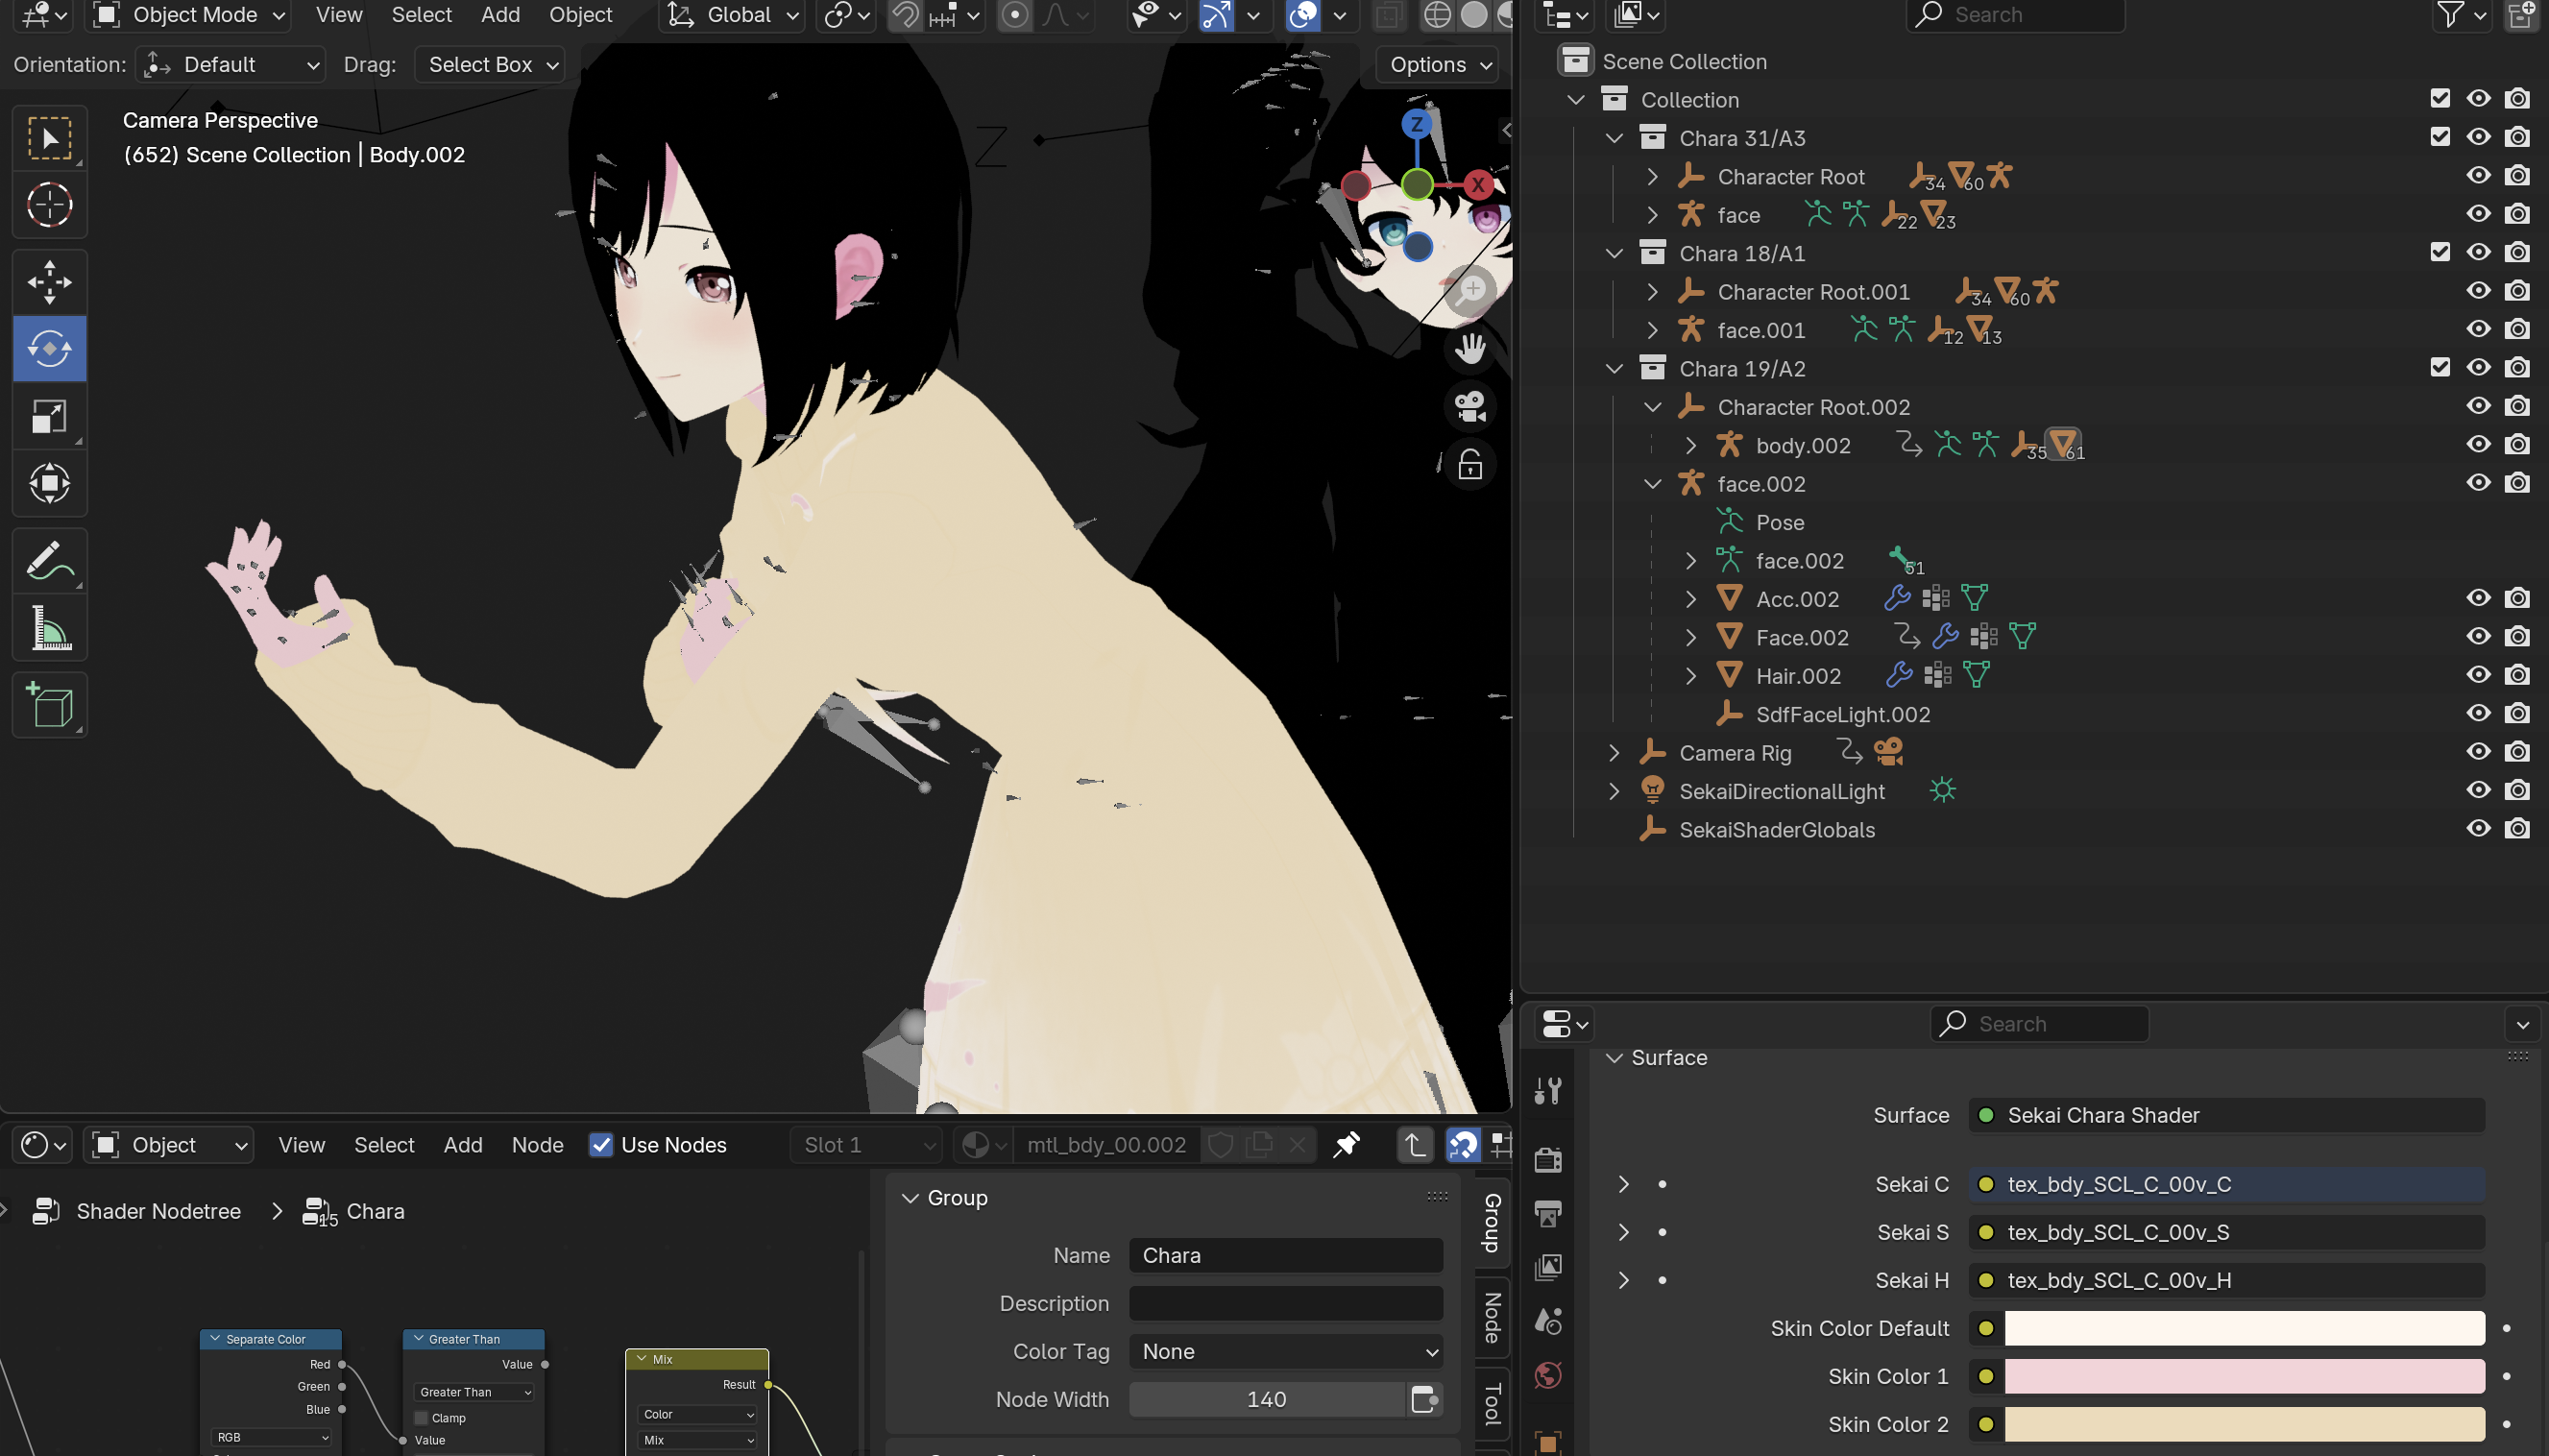 Object Mode View Select Add Object Global
Orientation: Default Drag: Select Box Options
Camera Perspective
(652) Scene Collection | Body.002
Z
Z
X
Search
Scene Collection
Collection
Chara 31/A3
Character Root 34 60
face 22 23
Chara 18/A1
Character Root.001 34 60
face.001 12 13
Chara 19/A2
Character Root.002
body.002 35 61
face.002
Pose
face.002 51
Acc.002
Face.002
Hair.002
SdfFaceLight.002
Camera Rig
SekaiDirectionalLight
SekaiShaderGlobals
Search
Surface
Surface Sekai Chara Shader
Sekai C tex_bdy_SCL_C_00v_C
Sekai S tex_bdy_SCL_C_00v_S
Sekai H tex_bdy_SCL_C_00v_H
Skin Color Default
Skin Color 1
Skin Color 2
Object View Select Add Node Use Nodes Slot 1 mtl_bdy_00.002
Shader Nodetree 15 Chara
Group
Name Chara
Description
Color Tag None
Node Width 140
Group
Node
Tool
Separate Color
Red
Green
Blue
RGB
Greater Than
Value
Greater Than
Clamp
Value
Mix
Result
Color
Mix